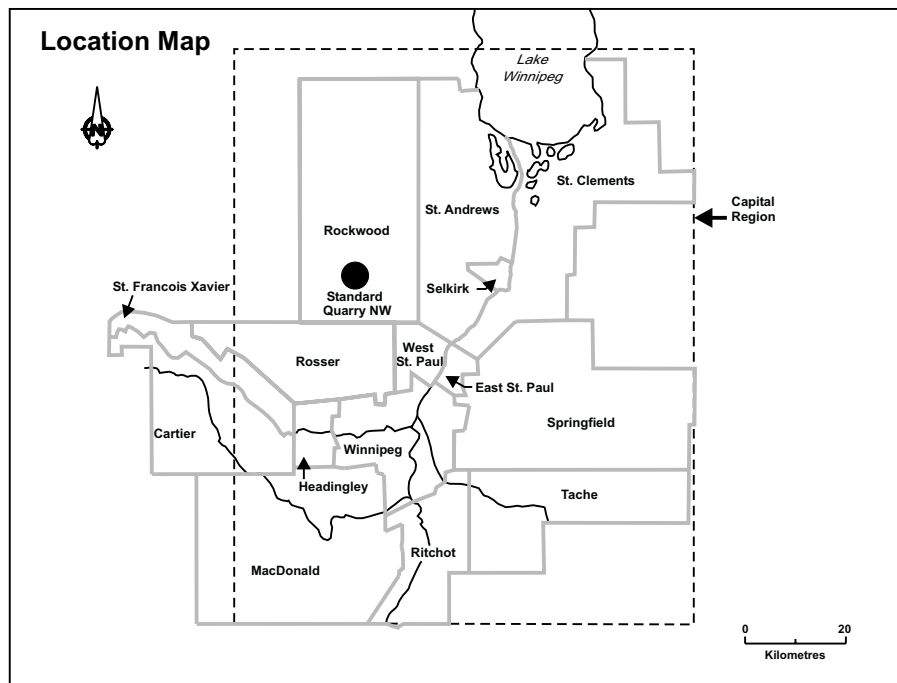 Location Map
N
Lake
Winnipeg
St. Clements
St. Andrews
Capital
Region
Rockwood
St. Francois Xavier
Selkirk
Standard
Quarry NW
West
St. Paul
Rosser
East St. Paul
Springfield
Cartier
Winnipeg
Headingley
Tache
Ritchot
MacDonald
0 20
Kilometres